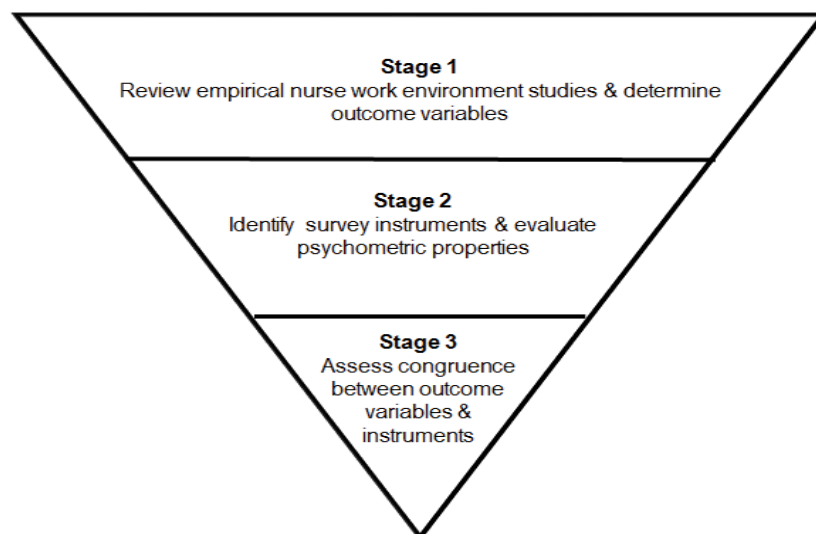 Stage 1
Review empirical nurse work environment studies & determine
outcome variables
Stage 2
Identify survey instruments & evaluate
psychometric properties
Stage 3
Assess congruence
between outcome
variables &
instruments